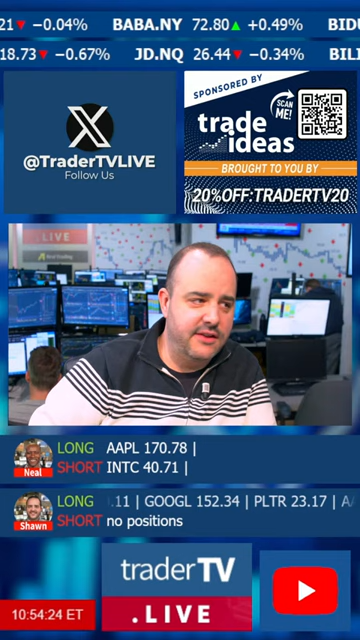 21▼ −0.04% BABA.NY 72.80▲ +0.49% BIDU
18.73▼ −0.67% JD.NQ 26.44▼ −0.34% BILI
@TraderTVLIVE
Follow Us
SPONSORED BY
SCAN ME!
trade ideas
BROUGHT TO YOU BY
20%OFF:TRADERTV20
.LIVE
Neal
LONG AAPL 170.78 |
SHORT INTC 40.71 |
Shawn
LONG .11 | GOOGL 152.34 | PLTR 23.17 |
SHORT no positions
10:54:24 ET
traderTV
.LIVE